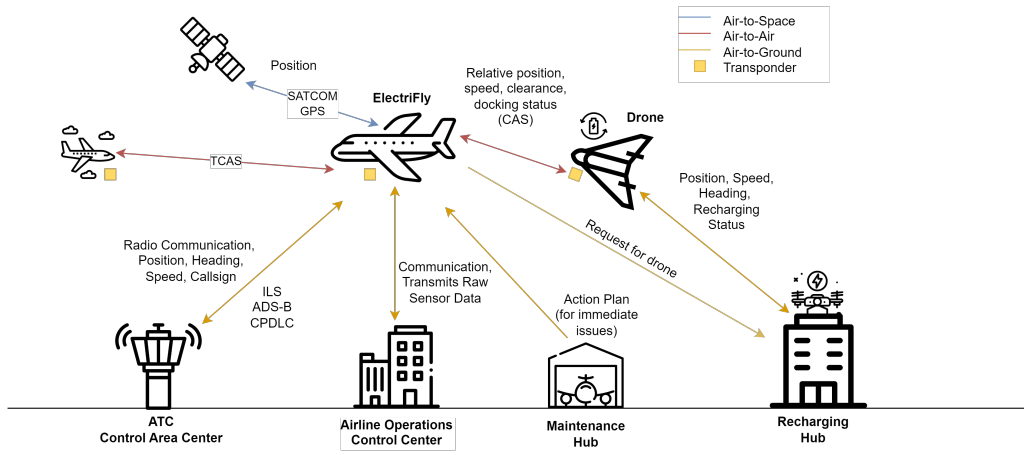 Air-to-Space
Air-to-Air
Air-to-Ground
Transponder
Position
SATCOM
GPS
ElectriFly
Relative position,
speed, clearance,
docking status
(CAS)
Drone
TCAS
Position, Speed,
Heading,
Recharging
Status
Radio Communication,
Position, Heading,
Speed, Callsign
ILS
ADS-B
CPDLC
Communication,
Transmits Raw
Sensor Data
Request for drone
Action Plan
(for immediate
issues)
ATC
Control Area Center
Airline Operations
Control Center
Maintenance
Hub
Recharging
Hub